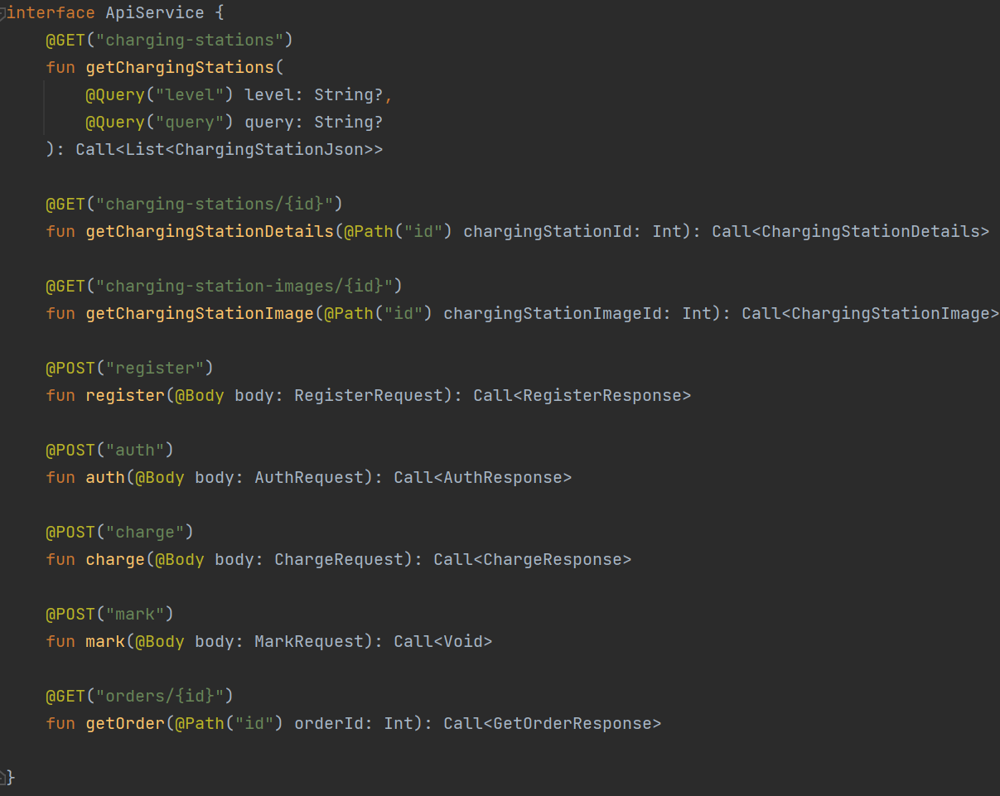 interface ApiService {
@GET("charging-stations")
fun getChargingStations(
@Query("level") level: String?,
@Query("query") query: String?
): Call<List<ChargingStationJson>>
@GET("charging-stations/{id}")
fun getChargingStationDetails(@Path("id") chargingStationId: Int): Call<ChargingStationDetails>
@GET("charging-station-images/{id}")
fun getChargingStationImage(@Path("id") chargingStationImageId: Int): Call<ChargingStationImage>
@POST("register")
fun register(@Body body: RegisterRequest): Call<RegisterResponse>
@POST("auth")
fun auth(@Body body: AuthRequest): Call<AuthResponse>
@POST("charge")
fun charge(@Body body: ChargeRequest): Call<ChargeResponse>
@POST("mark")
fun mark(@Body body: MarkRequest): Call<Void>
@GET("orders/{id}")
fun getOrder(@Path("id") orderId: Int): Call<GetOrderResponse>
}